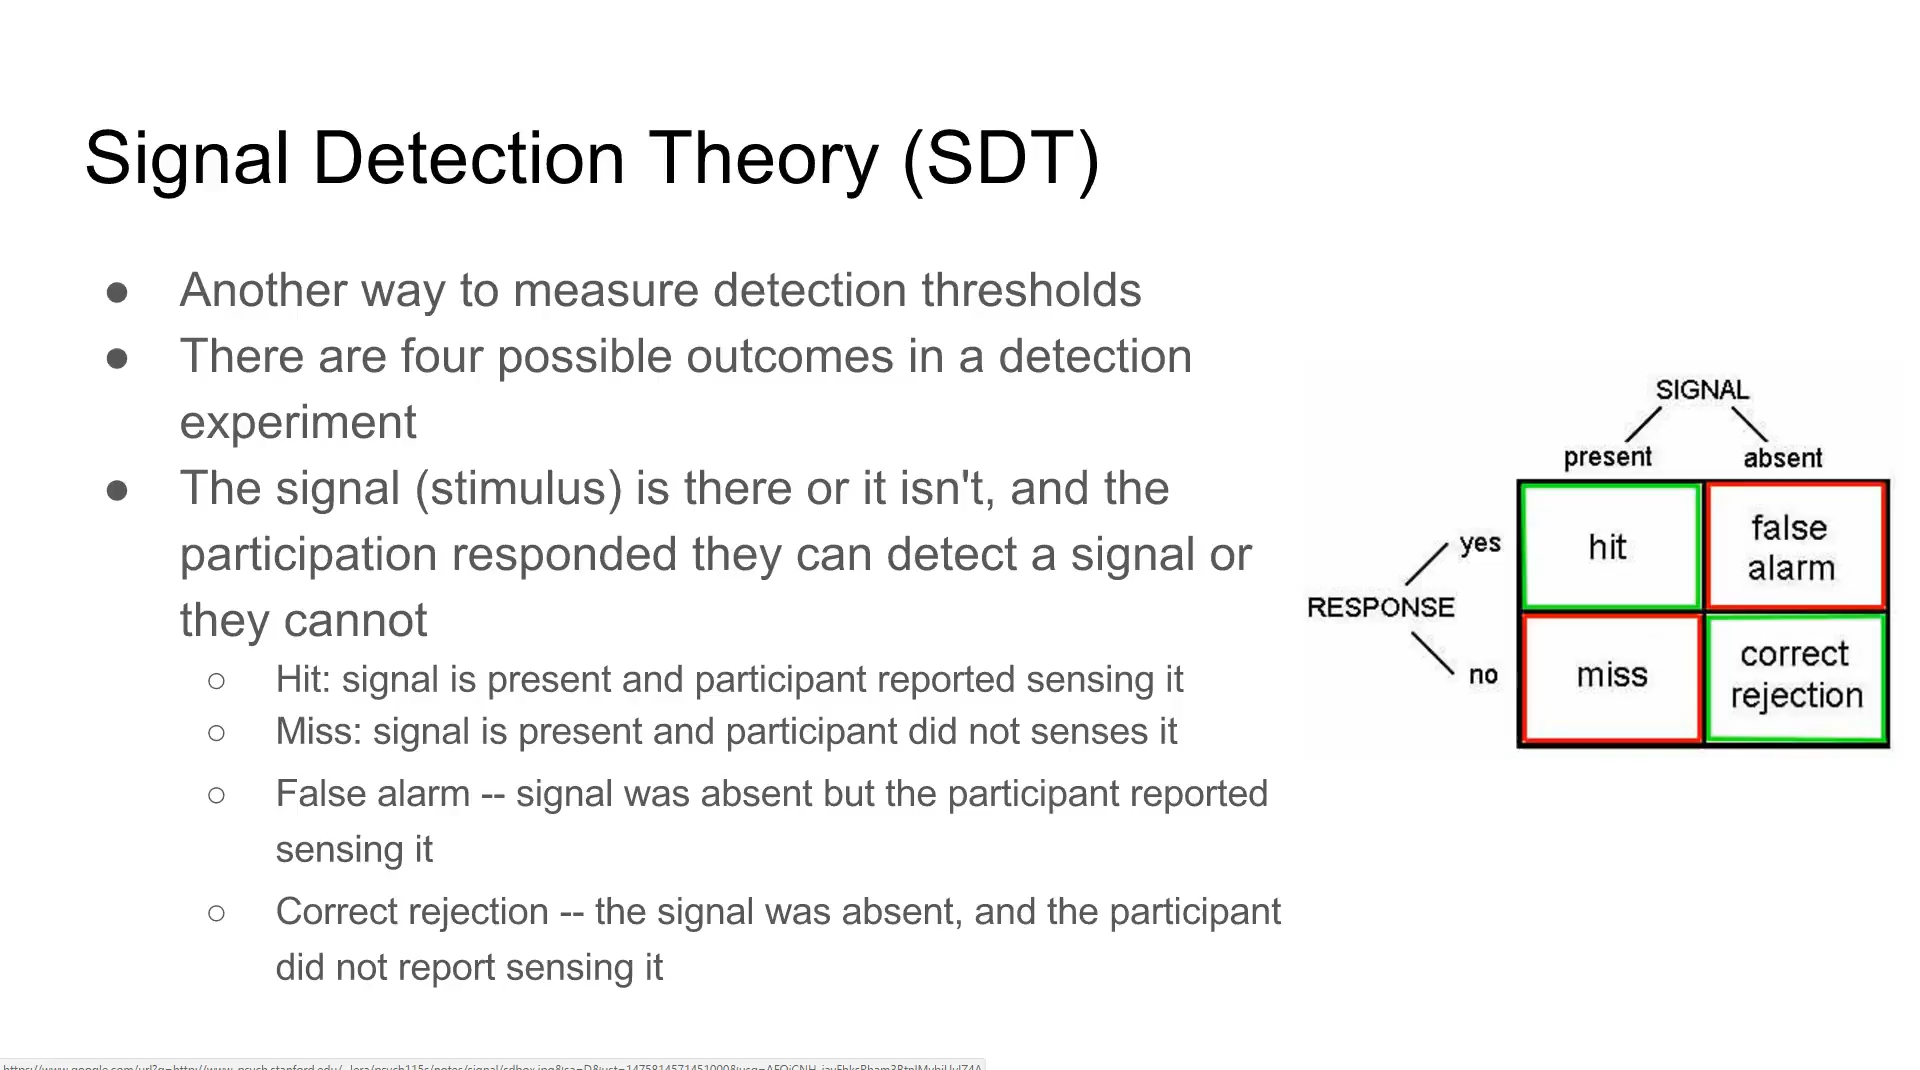 Signal Detection Theory (SDT)
● Another way to measure detection thresholds
● There are four possible outcomes in a detection
experiment
● The signal (stimulus) is there or it isn't, and the
participation responded they can detect a signal or
they cannot
○ Hit: signal is present and participant reported sensing it
○ Miss: signal is present and participant did not senses it
○ False alarm -- signal was absent but the participant reported
sensing it
○ Correct rejection -- the signal was absent, and the participant
did not report sensing it
SIGNAL
present absent
yes
hit
false
alarm
RESPONSE
no
miss
correct
rejection